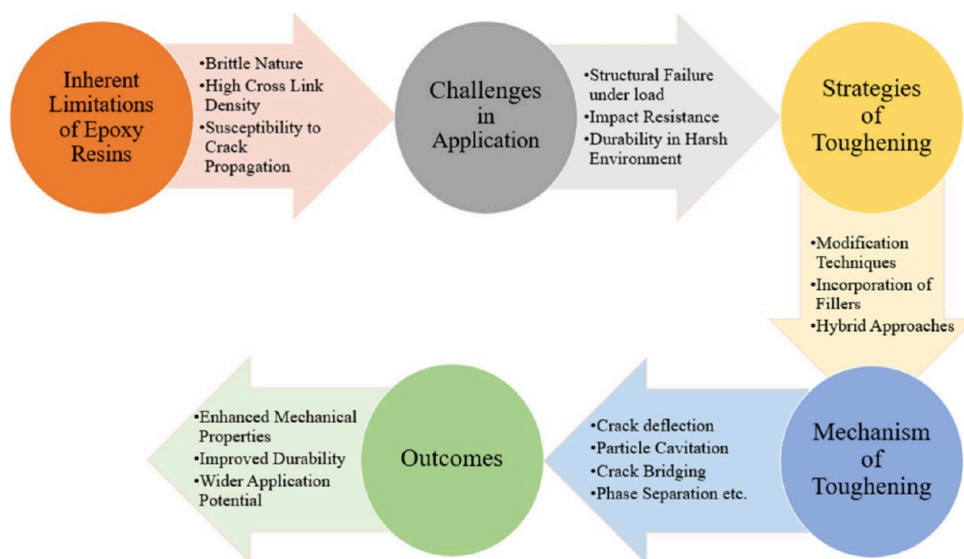 Inherent
Limitations
of Epoxy
Resins
•Brittle Nature
•High Cross Link
Density
•Susceptibility to
Crack
Propagation
Challenges
in
Application
•Structural Failure
under load
•Impact Resistance
•Durability in Harsh
Environment
Strategies
of
Toughening
•Modification
Techniques
•Incorporation of
Fillers
•Hybrid Approaches
Mechanism
of
Toughening
•Crack deflection
•Particle Cavitation
•Crack Bridging
•Phase Separation etc.
Outcomes
•Enhanced Mechanical
Properties
•Improved Durability
•Wider Application
Potential